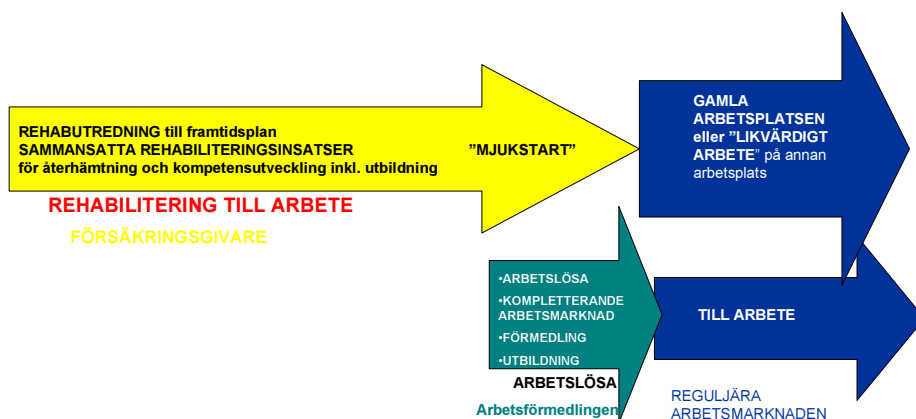 REHABUTREDNING till framtidsplan
SAMMANSATTA REHABILITERINGSINSATSER
för återhämtning och kompetensutveckling inkl. utbildning
"MJUKSTART"
GAMLA
ARBETSPLATSEN
eller "LIKVÄRDIGT
ARBETE" på annan
arbetsplats
REHABILITERING TILL ARBETE
FÖRSÄKRINGSGIVARE
•ARBETSLÖSA
•KOMPLETTERANDE
ARBETSMARKNAD
•FÖRMEDLING
•UTBILDNING
TILL ARBETE
ARBETSLÖSA
Arbetsförmedlingen
REGULJÄRA
ARBETSMARKNADEN